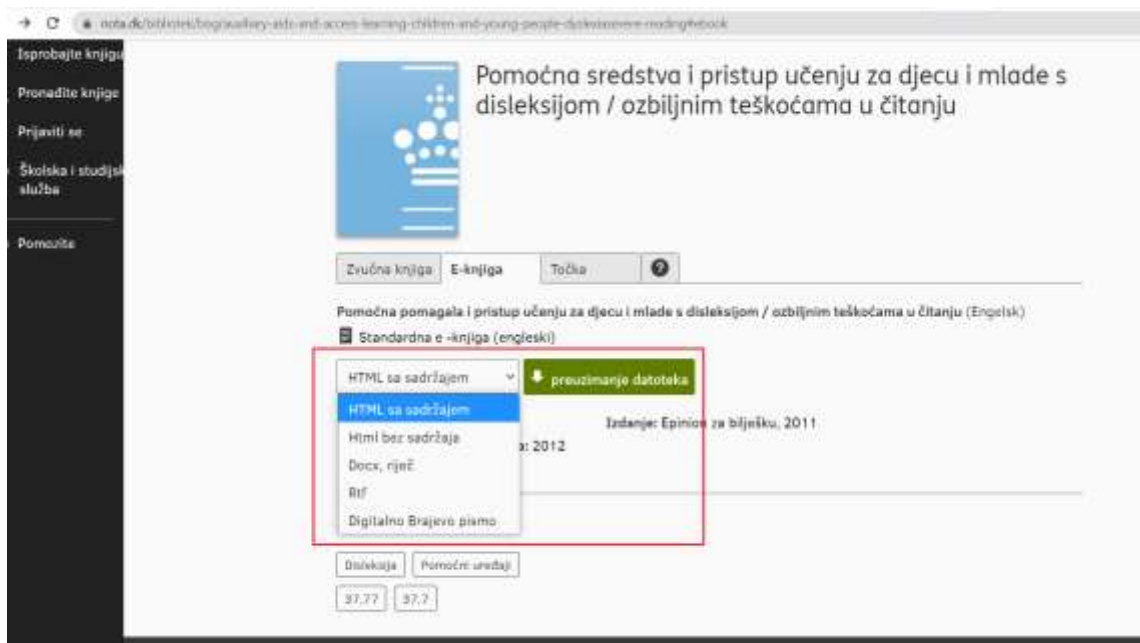 nota.dk/bibliotek/bog/auxiliary-aids-and-access-learning-children-and-young-people-dyslexiasevere-reading#ebook
Isprobajte knjigu
Pronađite knjige
Prijaviti se
Školska i studijsk
služba
Pomozite
Pomoćna sredstva i pristup učenju za djecu i mlade s
disleksijom / ozbiljnim teškoćama u čitanju
Zvučna knjiga E-knjiga Točka ?
Pomoćna pomagala i pristup učenju za djecu i mlade s disleksijom / ozbiljnim teškoćama u čitanju (Engelsk)
Standardna e -knjiga (engleski)
HTML sa sadržajem preuzimanje datoteka
HTML sa sadržajem
Izdanje: Epinion za bilješku, 2011
Html bez sadržaja
a: 2012
Docx, riječ
Rtf
Digitalno Brajevo pismo
Disleksija Pomoćni uređaji
37.77 37.7